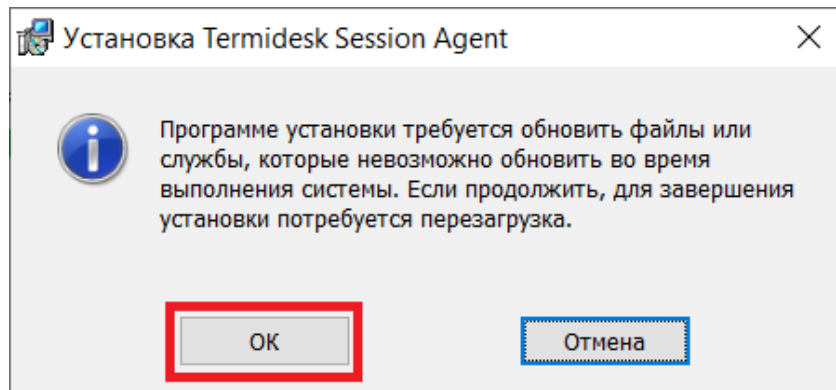 Установка Termidesk Session Agent
Программе установки требуется обновить файлы или
службы, которые невозможно обновить во время
выполнения системы. Если продолжить, для завершения
установки потребуется перезагрузка.
ОК
Отмена